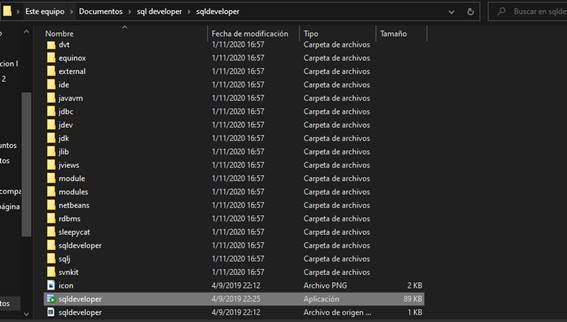 Este equipo > Documentos > sql developer > sqldeveloper
Buscar en sqlde
Nombre Fecha de modificación Tipo Tamaño
dvt 1/11/2020 16:57 Carpeta de archivos
equinox 1/11/2020 16:57 Carpeta de archivos
external 1/11/2020 16:57 Carpeta de archivos
ide 1/11/2020 16:57 Carpeta de archivos
javavm 1/11/2020 16:57 Carpeta de archivos
jdbc 1/11/2020 16:57 Carpeta de archivos
jdev 1/11/2020 16:57 Carpeta de archivos
jdk 1/11/2020 16:57 Carpeta de archivos
jlib 1/11/2020 16:57 Carpeta de archivos
jviews 1/11/2020 16:57 Carpeta de archivos
module 1/11/2020 16:57 Carpeta de archivos
modules 1/11/2020 16:57 Carpeta de archivos
netbeans 1/11/2020 16:57 Carpeta de archivos
rdbms 1/11/2020 16:57 Carpeta de archivos
sleepycat 1/11/2020 16:57 Carpeta de archivos
sqldeveloper 1/11/2020 16:57 Carpeta de archivos
sqlj 1/11/2020 16:57 Carpeta de archivos
svnkit 1/11/2020 16:57 Carpeta de archivos
icon 4/9/2019 22:12 Archivo PNG 2 KB
sqldeveloper 4/9/2019 22:25 Aplicación 89 KB
sqldeveloper 4/9/2019 22:12 Archivo de origen ... 1 KB
cion I
2
untos
tos
compa
página
tos